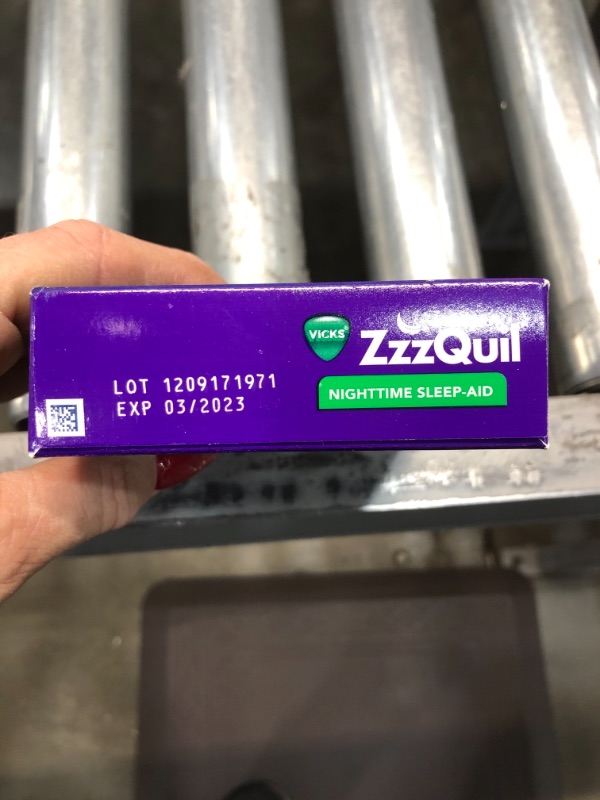 VICKS
ZzzQuil
NIGHTTIME SLEEP-AID
LOT 1209171971
EXP 03/2023